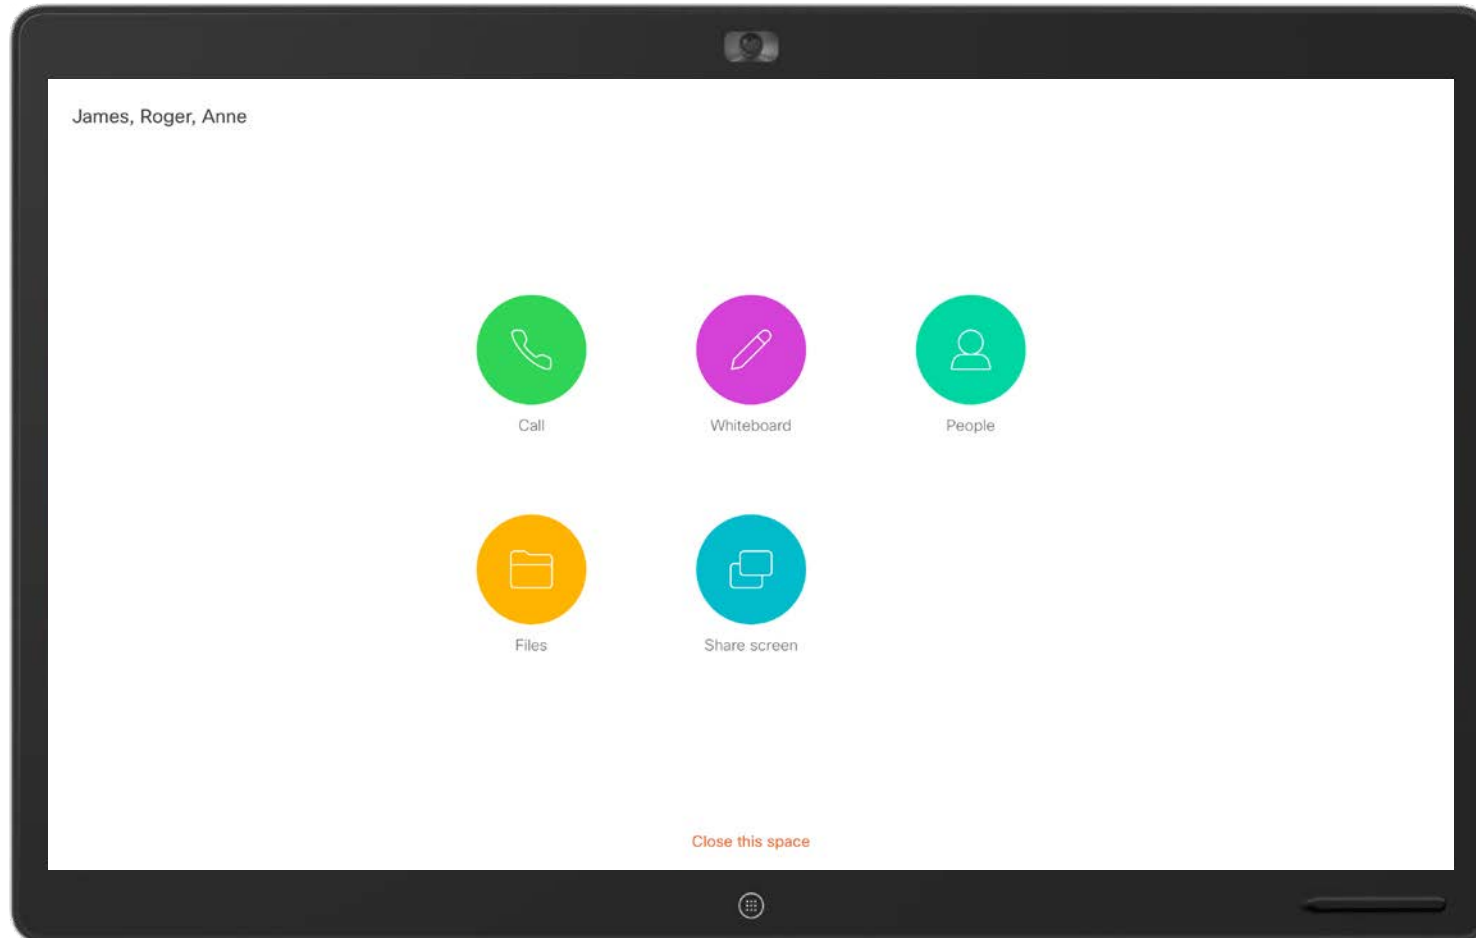 James, Roger, Anne
Call
Whiteboard
People
Files
Share screen
Close this space